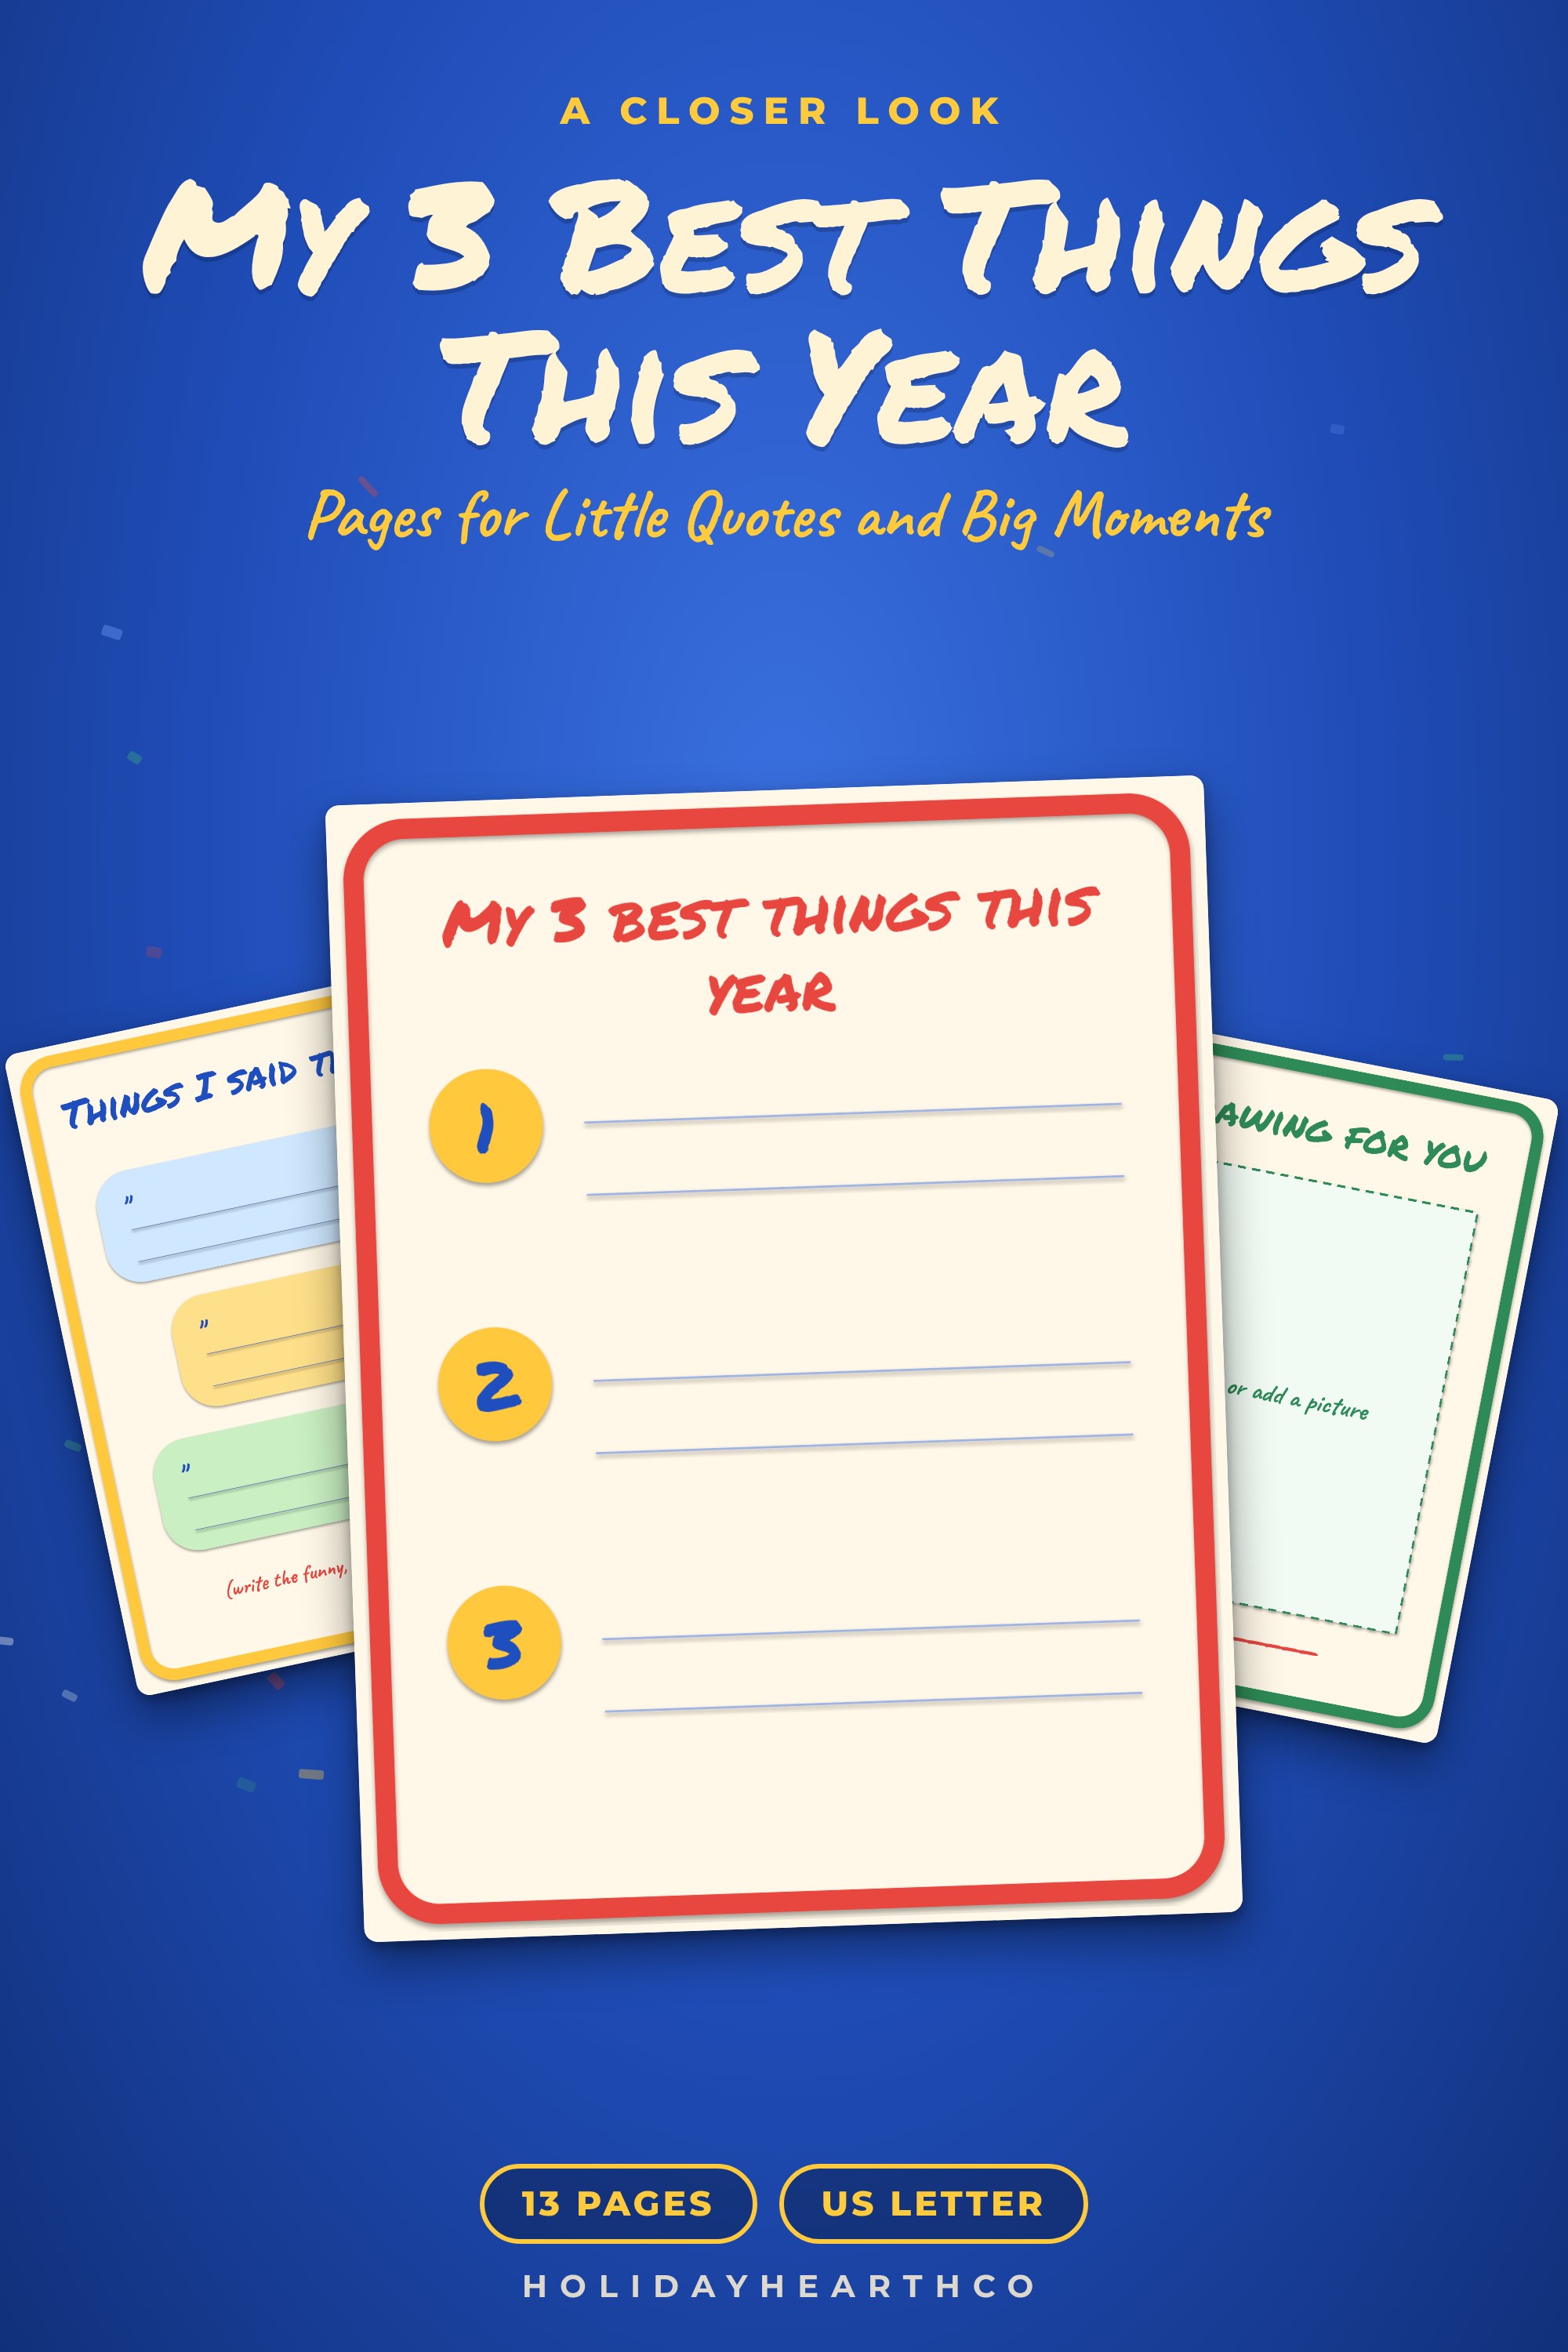 A CLOSER LOOK
My 3 Best Things
This Year
Pages for Little Quotes and Big Moments
My 3 best things this
year
1
2
3
Things I said
"
"
"
(write the funny,
for you
or add a picture
13 PAGES
US LETTER
HOLIDAYHEARTHCO